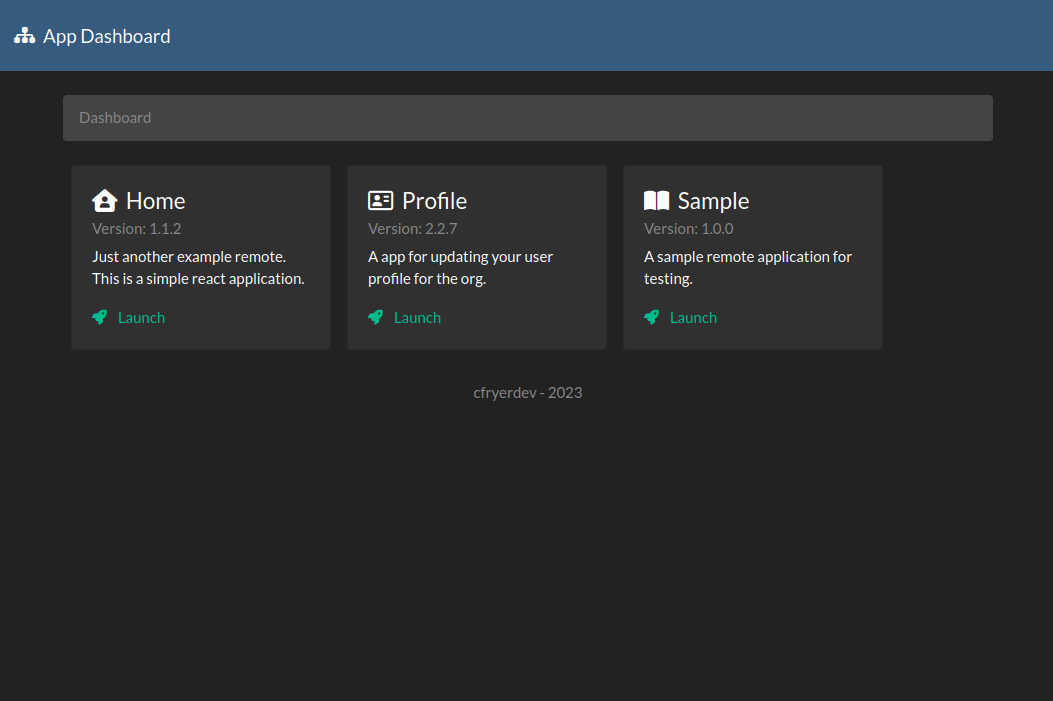 App Dashboard
Dashboard
Home
Version: 1.1.2
Just another example remote.
This is a simple react application.
Launch
Profile
Version: 2.2.7
A app for updating your user
profile for the org.
Launch
Sample
Version: 1.0.0
A sample remote application for
testing.
Launch
cfryerdev - 2023